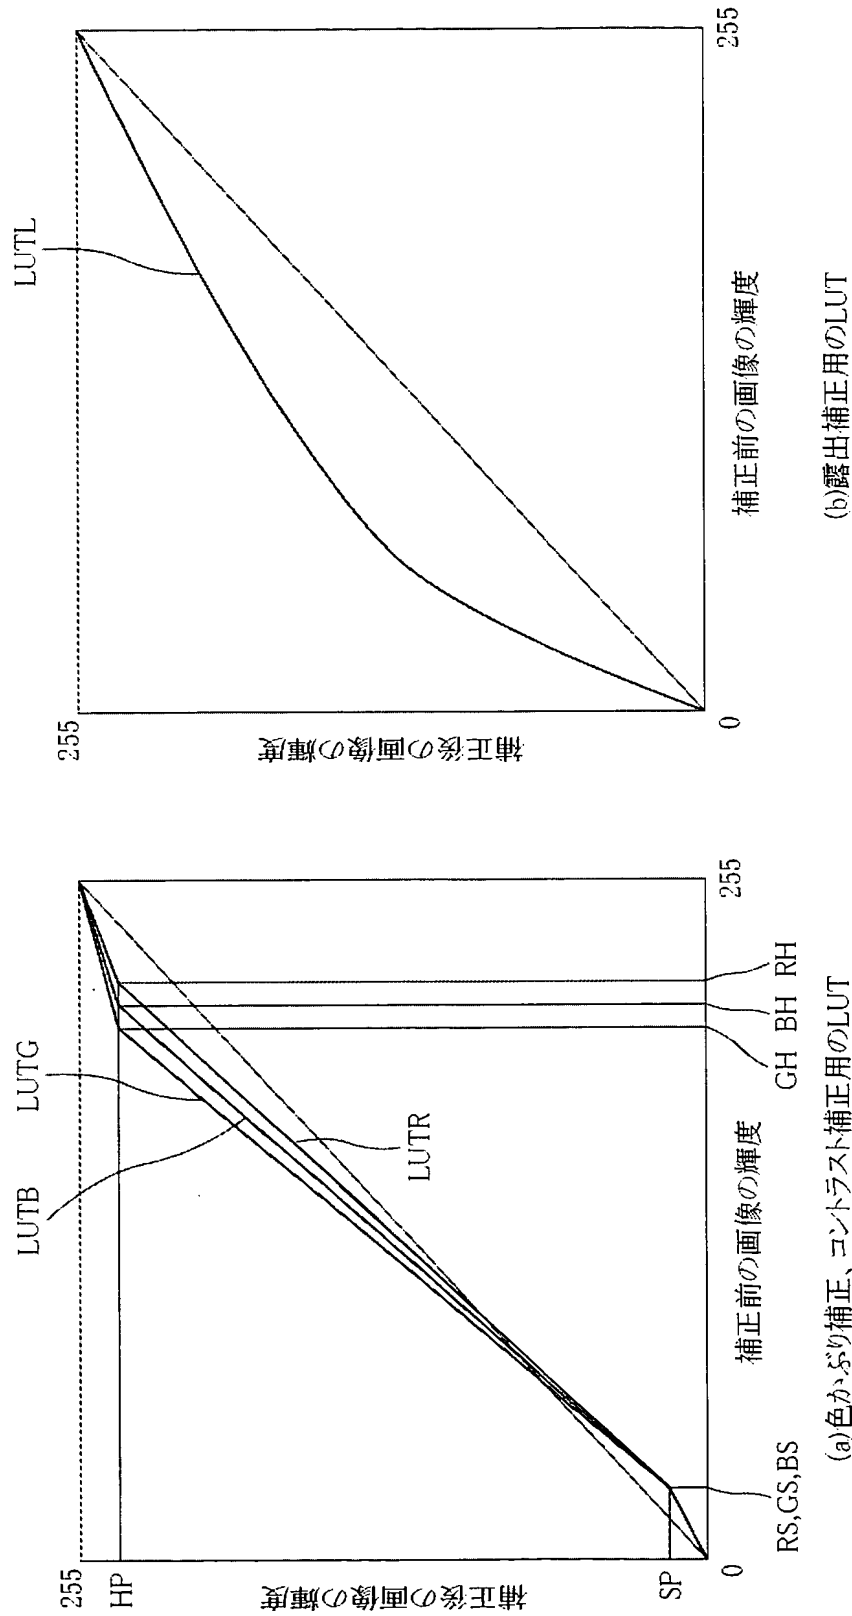 255
HP
補正後の画像の輝度
SP
0
LUTB
LUTG
LUTR
RS,GS,BS
補正前の画像の輝度
GH
BH
RH
255
(a)色かぶり補正、コントラスト補正用のLUT
255
補正後の画像の輝度
0
LUTL
補正前の画像の輝度
255
(b)露出補正用のLUT